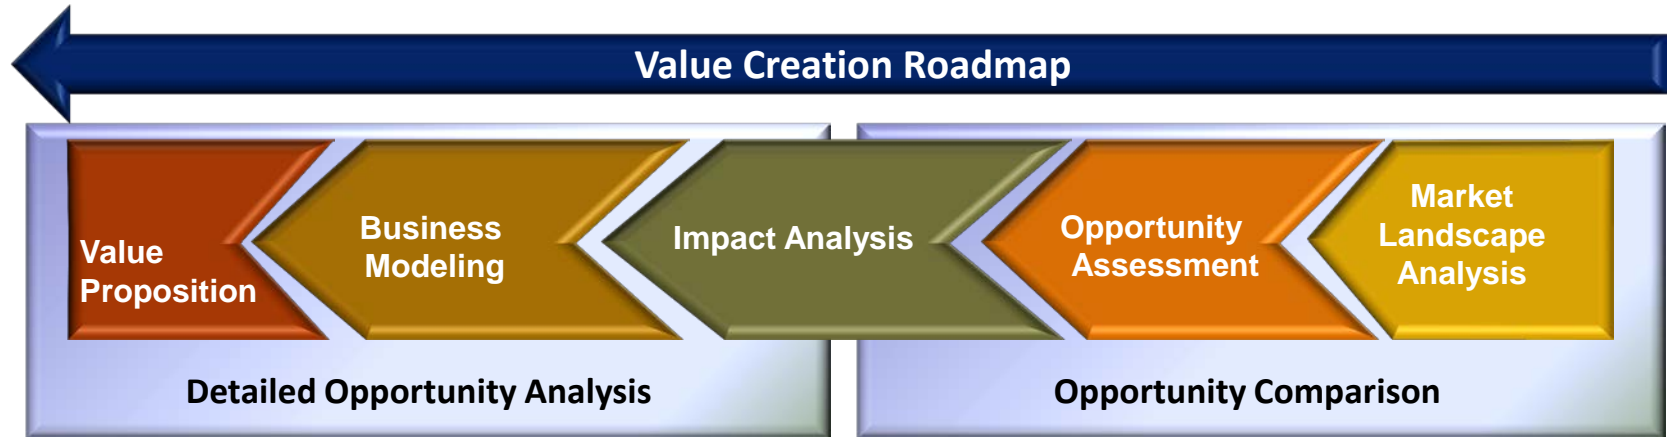 Value Creation Roadmap
Value
Proposition
Business
Modeling
Impact Analysis
Opportunity
Assessment
Market
Landscape
Analysis
Detailed Opportunity Analysis
Opportunity Comparison